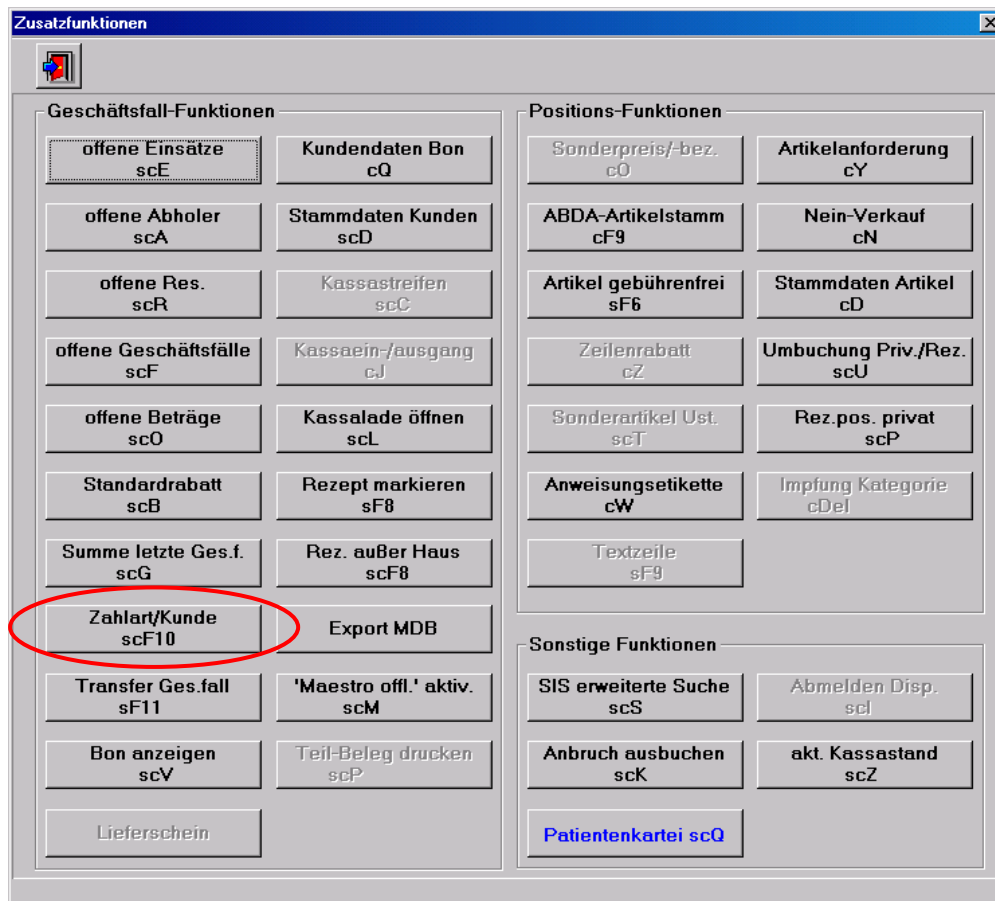 Zusatzfunktionen
Geschäftsfall-Funktionen
offene Einsätze
scE
Kundendaten Bon
cQ
offene Abholer
scA
Stammdaten Kunden
scD
offene Res.
scR
Kassastreifen
scC
offene Geschäftsfälle
scF
Kassaein-/ausgang
cJ
offene Beträge
scO
Kassalade öffnen
scL
Standardrabatt
scB
Rezept markieren
sF8
Summe letzte Ges.f.
scG
Rez. außer Haus
scF8
Zahlart/Kunde
scF10
Export MDB
Transfer Ges.fall
sF11
'Maestro offl.' aktiv.
scM
Bon anzeigen
scV
Teil-Beleg drucken
scP
Lieferschein
Positions-Funktionen
Sonderpreis/-bez.
cO
Artikelanforderung
cY
ABDA-Artikelstamm
cF9
Nein-Verkauf
cN
Artikel gebührenfrei
sF6
Stammdaten Artikel
cD
Zeilenrabatt
cZ
Umbuchung Priv./Rez.
scU
Sonderartikel Ust.
scT
Rez.pos. privat
scP
Anweisungsetikette
cW
Impfung Kategorie
cDel
Textzeile
sF9
Sonstige Funktionen
SIS erweiterte Suche
scS
Abmelden Disp.
scI
Anbruch ausbuchen
scK
akt. Kassastand
scZ
Patientenkartei scQ